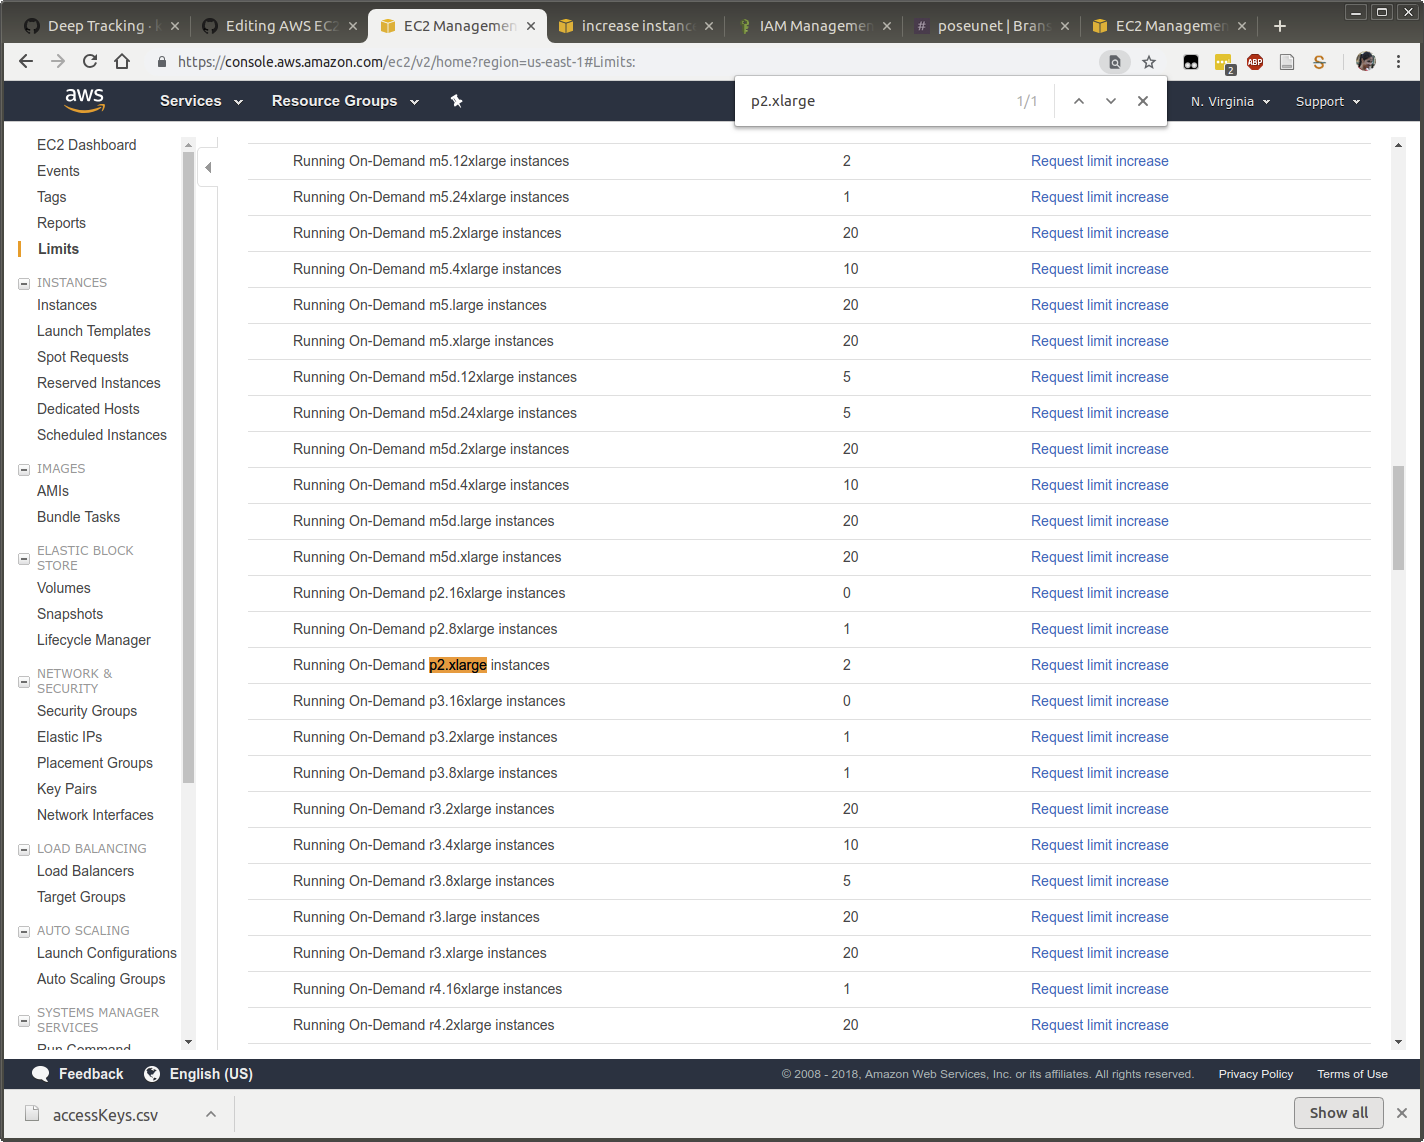 Deep Tracking · k
Editing AWS EC2
EC2 Managemen
increase instanc
IAM Managemen
poseunet | Brans
EC2 Managemen
https://console.aws.amazon.com/ec2/v2/home?region=us-east-1#Limits:
2
ABP
aws
Services
Resource Groups
p2.xlarge
1/1
N. Virginia
Support
EC2 Dashboard
Events
Tags
Reports
Limits
INSTANCES
Instances
Launch Templates
Spot Requests
Reserved Instances
Dedicated Hosts
Scheduled Instances
IMAGES
AMIs
Bundle Tasks
ELASTIC BLOCK
STORE
Volumes
Snapshots
Lifecycle Manager
NETWORK &
SECURITY
Security Groups
Elastic IPs
Placement Groups
Key Pairs
Network Interfaces
LOAD BALANCING
Load Balancers
Target Groups
AUTO SCALING
Launch Configurations
Auto Scaling Groups
SYSTEMS MANAGER
SERVICES
Run Command
Running On-Demand m5.12xlarge instances 2 Request limit increase
Running On-Demand m5.24xlarge instances 1 Request limit increase
Running On-Demand m5.2xlarge instances 20 Request limit increase
Running On-Demand m5.4xlarge instances 10 Request limit increase
Running On-Demand m5.large instances 20 Request limit increase
Running On-Demand m5.xlarge instances 20 Request limit increase
Running On-Demand m5d.12xlarge instances 5 Request limit increase
Running On-Demand m5d.24xlarge instances 5 Request limit increase
Running On-Demand m5d.2xlarge instances 20 Request limit increase
Running On-Demand m5d.4xlarge instances 10 Request limit increase
Running On-Demand m5d.large instances 20 Request limit increase
Running On-Demand m5d.xlarge instances 20 Request limit increase
Running On-Demand p2.16xlarge instances 0 Request limit increase
Running On-Demand p2.8xlarge instances 1 Request limit increase
Running On-Demand p2.xlarge instances 2 Request limit increase
Running On-Demand p3.16xlarge instances 0 Request limit increase
Running On-Demand p3.2xlarge instances 1 Request limit increase
Running On-Demand p3.8xlarge instances 1 Request limit increase
Running On-Demand r3.2xlarge instances 20 Request limit increase
Running On-Demand r3.4xlarge instances 10 Request limit increase
Running On-Demand r3.8xlarge instances 5 Request limit increase
Running On-Demand r3.large instances 20 Request limit increase
Running On-Demand r3.xlarge instances 20 Request limit increase
Running On-Demand r4.16xlarge instances 1 Request limit increase
Running On-Demand r4.2xlarge instances 20 Request limit increase
Feedback
English (US)
© 2008 - 2018, Amazon Web Services, Inc. or its affiliates. All rights reserved.
Privacy Policy
Terms of Use
accessKeys.csv
Show all